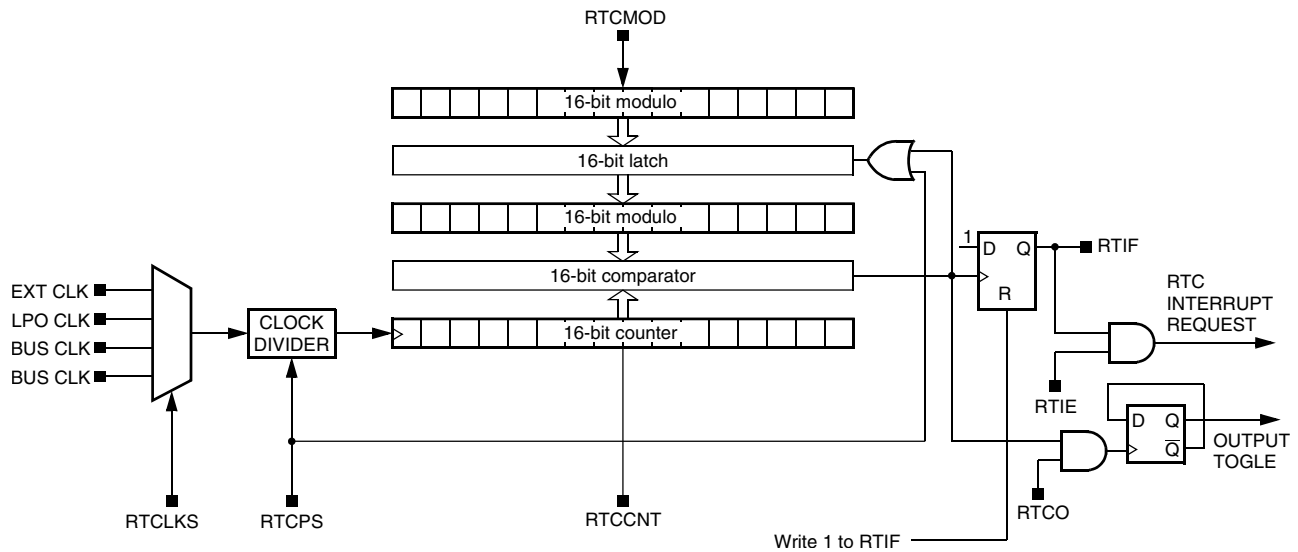 RTCMOD
16-bit modulo
16-bit latch
16-bit modulo
16-bit comparator
16-bit counter
EXT CLK
LPO CLK
BUS CLK
BUS CLK
CLOCK
DIVIDER
1
D Q
R
RTIF
RTC
INTERRUPT
REQUEST
RTIE
D Q
Q
OUTPUT
TOGLE
RTCO
RTCLKS
RTCPS
RTCCNT
Write 1 to RTIF